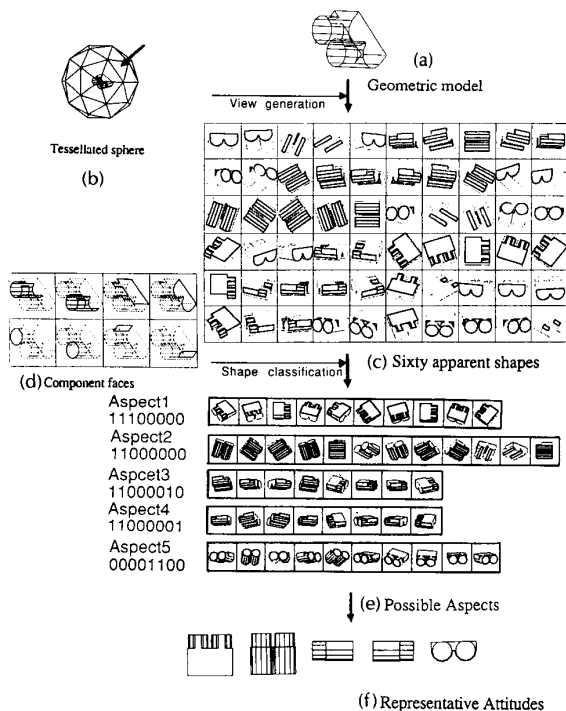 (a)
Geometric model
View generation
Tessellated sphere
(b)
(c) Sixty apparent shapes
Shape classification
(d) Component faces
Aspect1
11100000
Aspect2
11000000
Aspcet3
11000010
Aspect4
11000001
Aspect5
00001100
(e) Possible Aspects
(f) Representative Attitudes